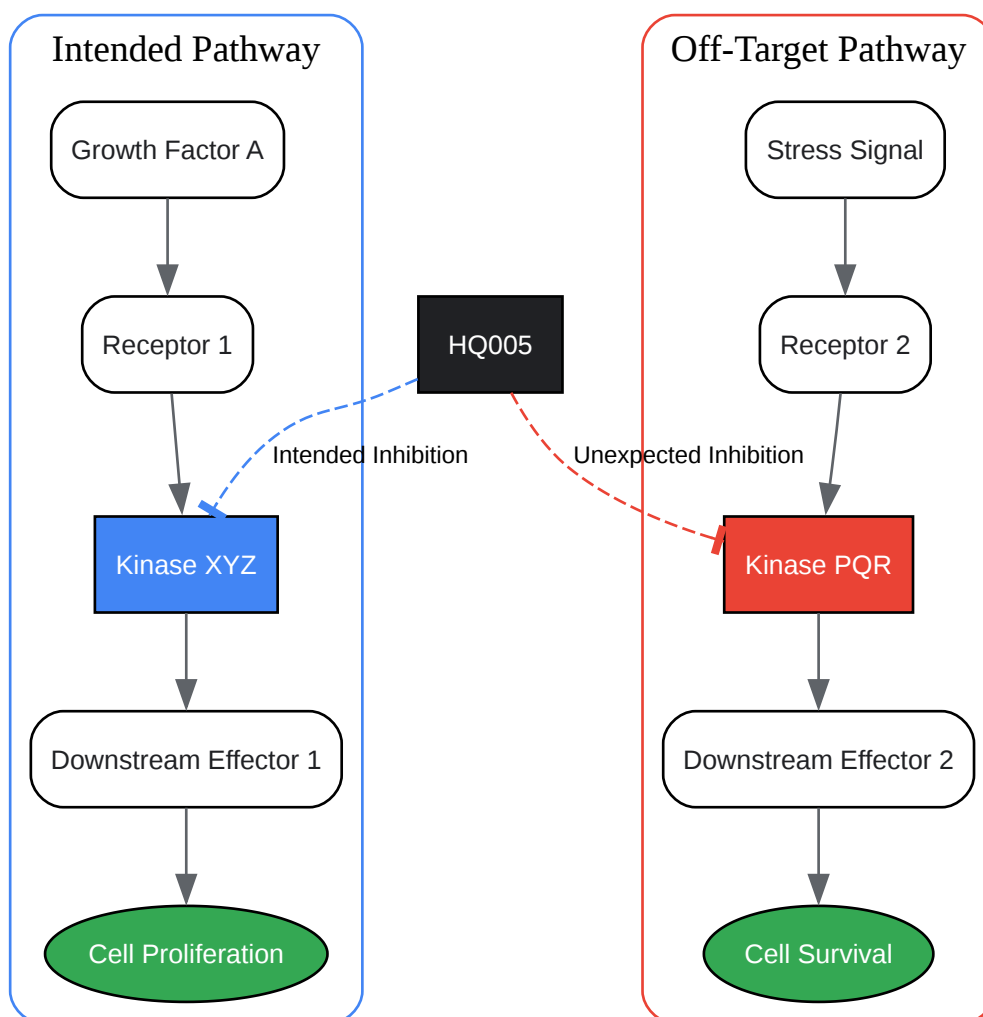 Intended Pathway
Off-Target Pathway
Growth Factor A
Stress Signal
Receptor 1
HQ005
Receptor 2
Intended Inhibition
Unexpected Inhibition
Kinase XYZ
Kinase PQR
Downstream Effector 1
Downstream Effector 2
Cell Proliferation
Cell Survival